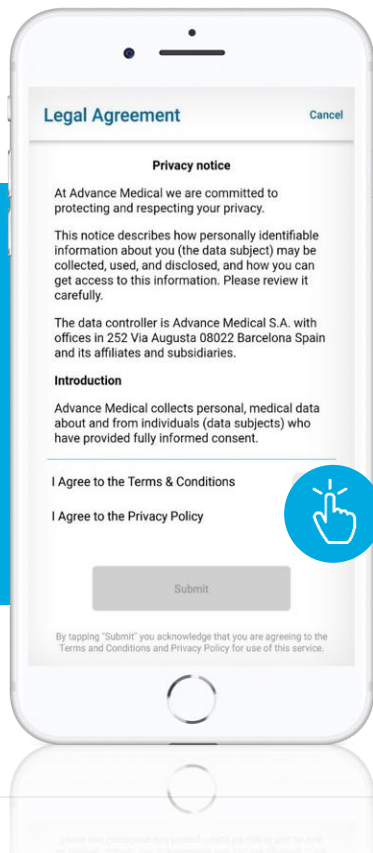 Legal Agreement
Cancel
Privacy notice
At Advance Medical we are committed to
protecting and respecting your privacy.
This notice describes how personally identifiable
information about you (the data subject) may be
collected, used, and disclosed, and how you can
get access to this information. Please review it
carefully.
The data controller is Advance Medical S.A. with
offices in 252 Via Augusta 08022 Barcelona Spain
and its affiliates and subsidiaries.
Introduction
Advance Medical collects personal, medical data
about and from individuals (data subjects) who
have provided fully informed consent.
I Agree to the Terms & Conditions
I Agree to the Privacy Policy
Submit
By tapping "Submit" you acknowledge that you are agreeing to the
Terms and Conditions and Privacy Policy for use of this service.